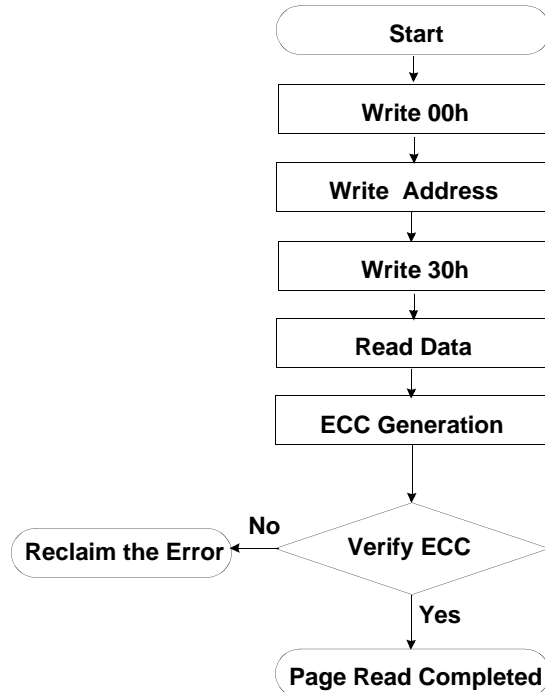 Start
Write 00h
Write Address
Write 30h
Read Data
ECC Generation
No
Reclaim the Error
Verify ECC
Yes
Page Read Completed